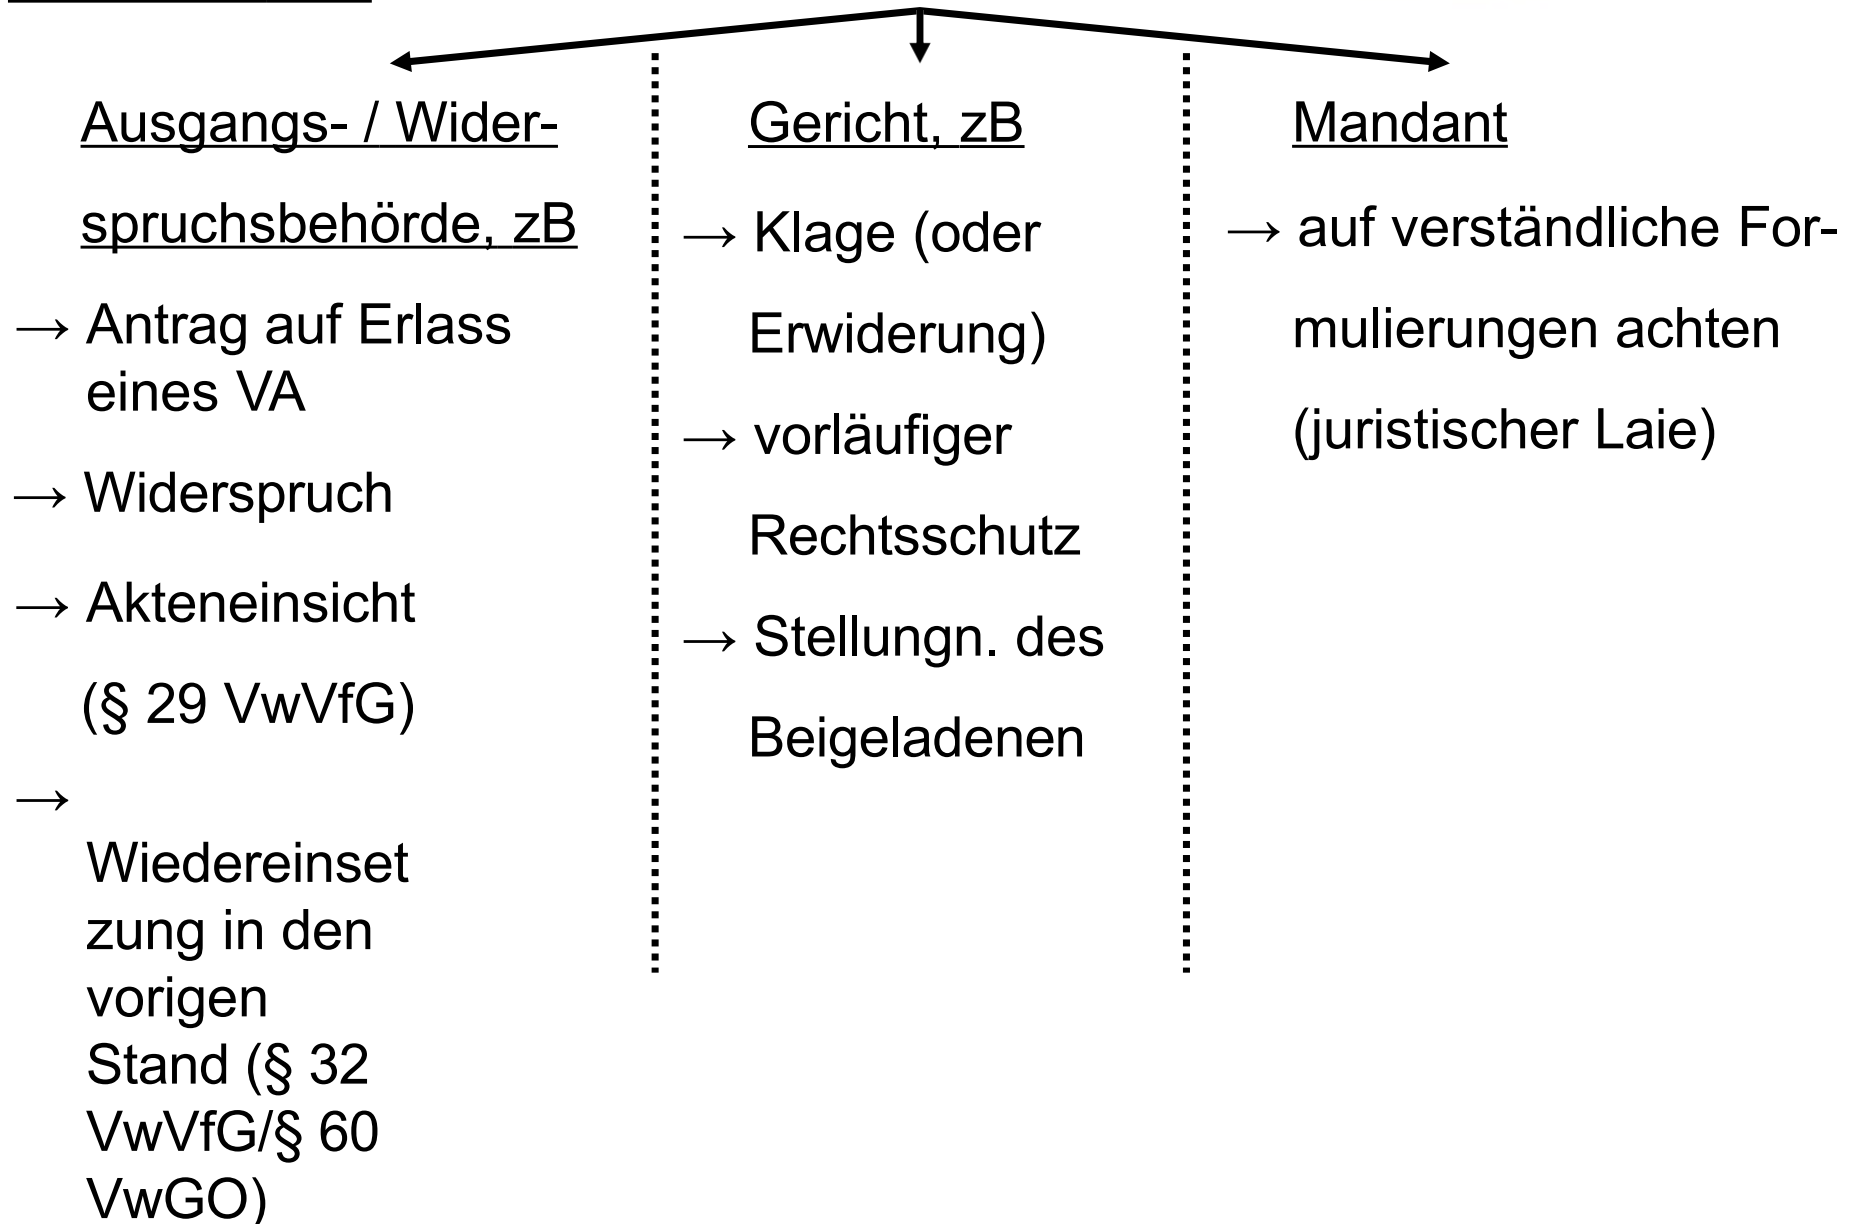 Ausgangs- / Wider-
spruchsbehörde, zB
→ Antrag auf Erlass
eines VA
→ Widerspruch
→ Akteneinsicht
(§ 29 VwVfG)
→
Wiedereinset
zung in den
vorigen
Stand (§ 32
VwVfG/§ 60
VwGO)
Gericht, zB
→ Klage (oder
Erwiderung)
→ vorläufiger
Rechtsschutz
→ Stellungn. des
Beigeladenen
Mandant
→ auf verständliche For-
mulierungen achten
(juristischer Laie)